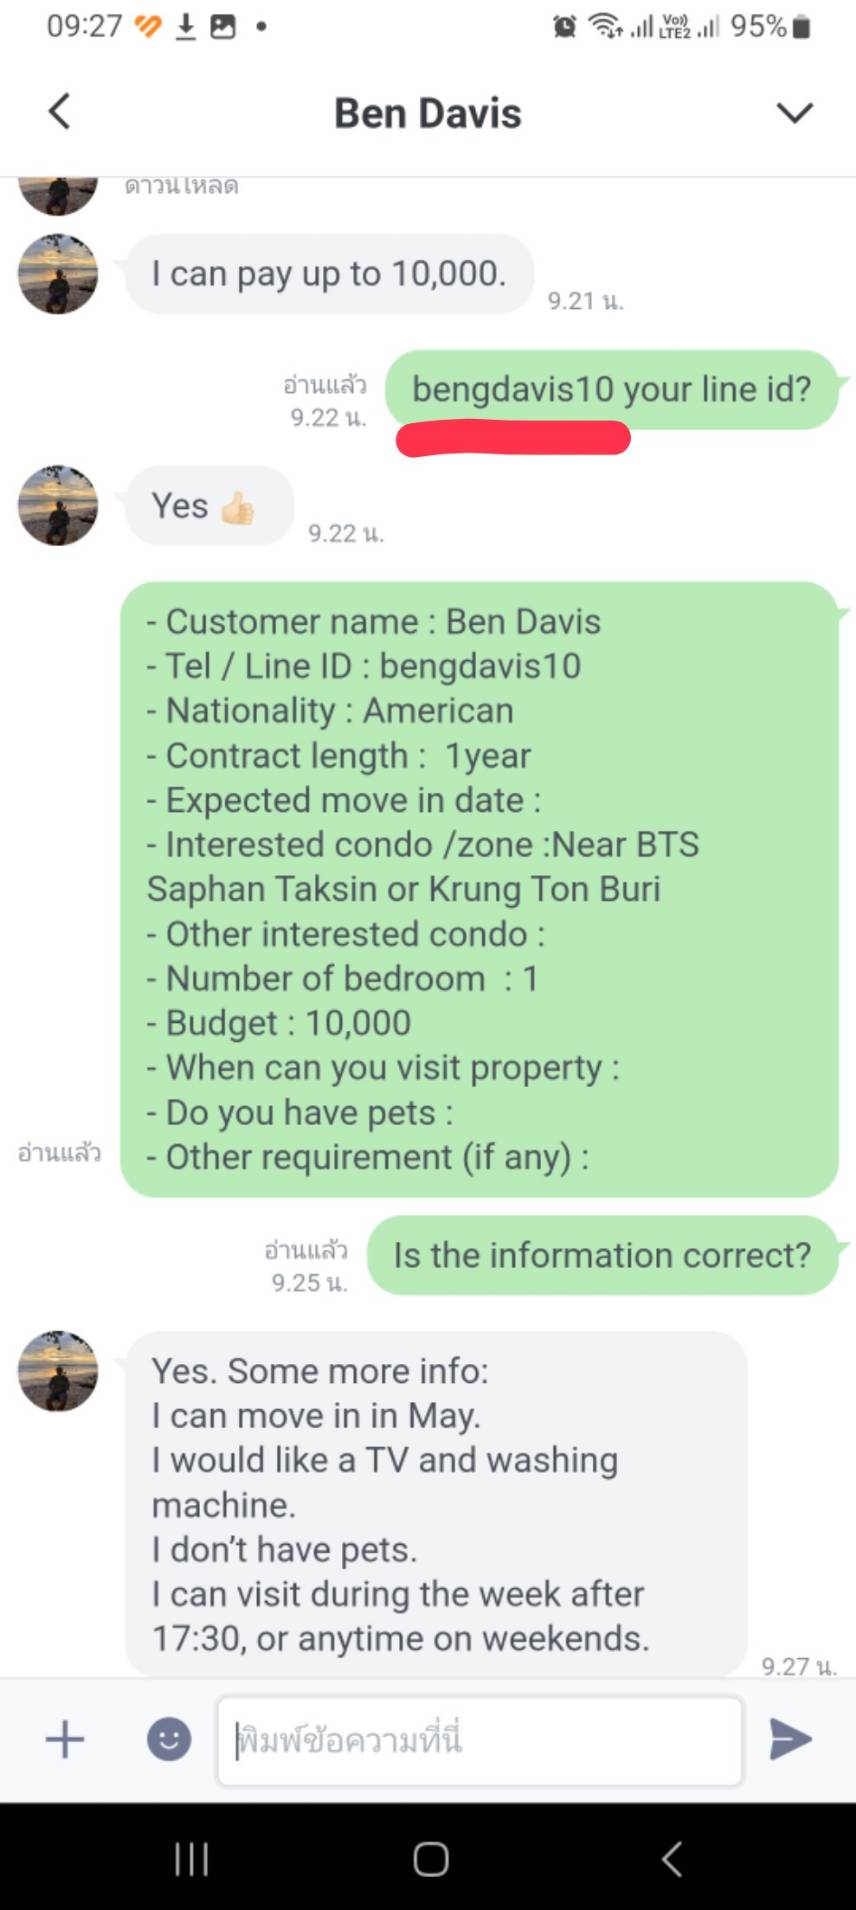 09:27
Vo))
LTE2
95%
Ben Davis
ดาวน์โหลด
I can pay up to 10,000.
9.21 น.
อ่านแล้ว
9.22 น.
bengdavis10 your line id?
Yes 👍🏻
9.22 น.
- Customer name : Ben Davis
- Tel / Line ID : bengdavis10
- Nationality : American
- Contract length :  1year
- Expected move in date :
- Interested condo /zone :Near BTS
Saphan Taksin or Krung Ton Buri
- Other interested condo :
- Number of bedroom  : 1
- Budget : 10,000
- When can you visit property :
- Do you have pets :
- Other requirement (if any) :
อ่านแล้ว
อ่านแล้ว
9.25 น.
Is the information correct?
Yes. Some more info:
I can move in in May.
I would like a TV and washing
machine.
I don’t have pets.
I can visit during the week after
17:30, or anytime on weekends.
9.27 น.
พิมพ์ข้อความที่นี่